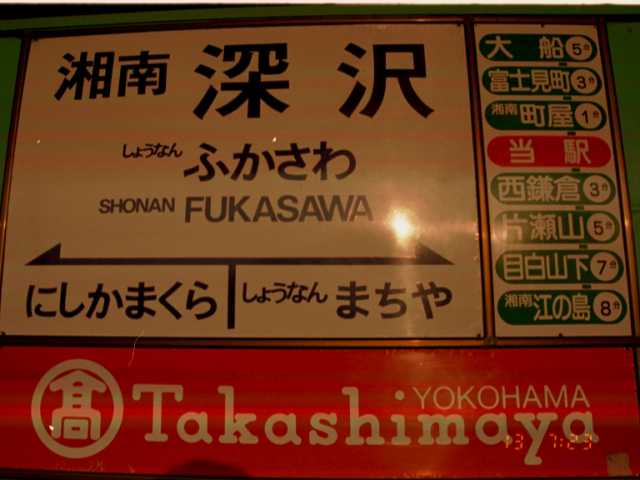 湘南 深沢
しょうなん ふかさわ
SHONAN FUKASAWA
にしかまくら しょうなん まちや
大船 5分
富士見町 3分
湘南 町屋 1分
当駅
西鎌倉 3分
片瀬山 5分
目白山下 7分
湘南 江の島 8分
髙 Takashimaya YOKOHAMA
13 7:23